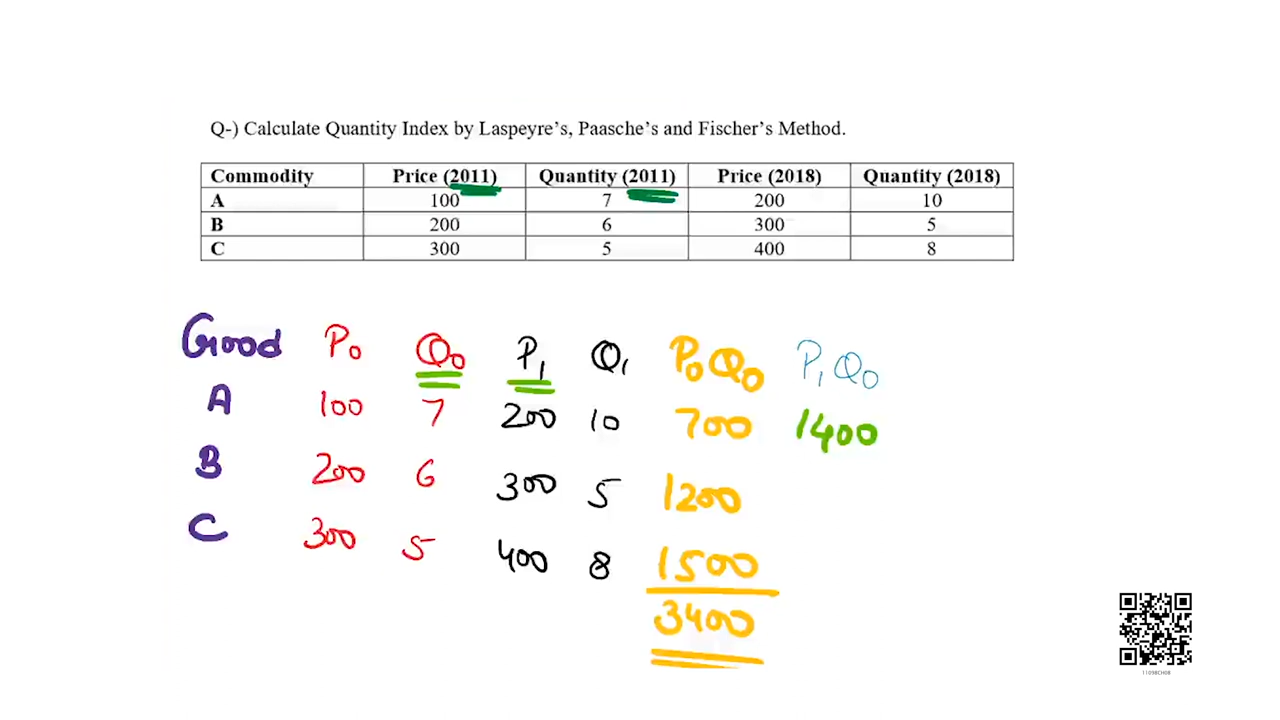 Q-) Calculate Quantity Index by Laspeyre’s, Paasche’s and Fischer’s Method.
Commodity Price (2011) Quantity (2011) Price (2018) Quantity (2018)
A 100 7 200 10
B 200 6 300 5
C 300 5 400 8
Good P₀ Q₀ P₁ Q₁ P₀Q₀ P₁Q₀
A 100 7 200 10 700 1400
B 200 6 300 5 1200
C 300 5 400 8 1500
3400
11098CH08